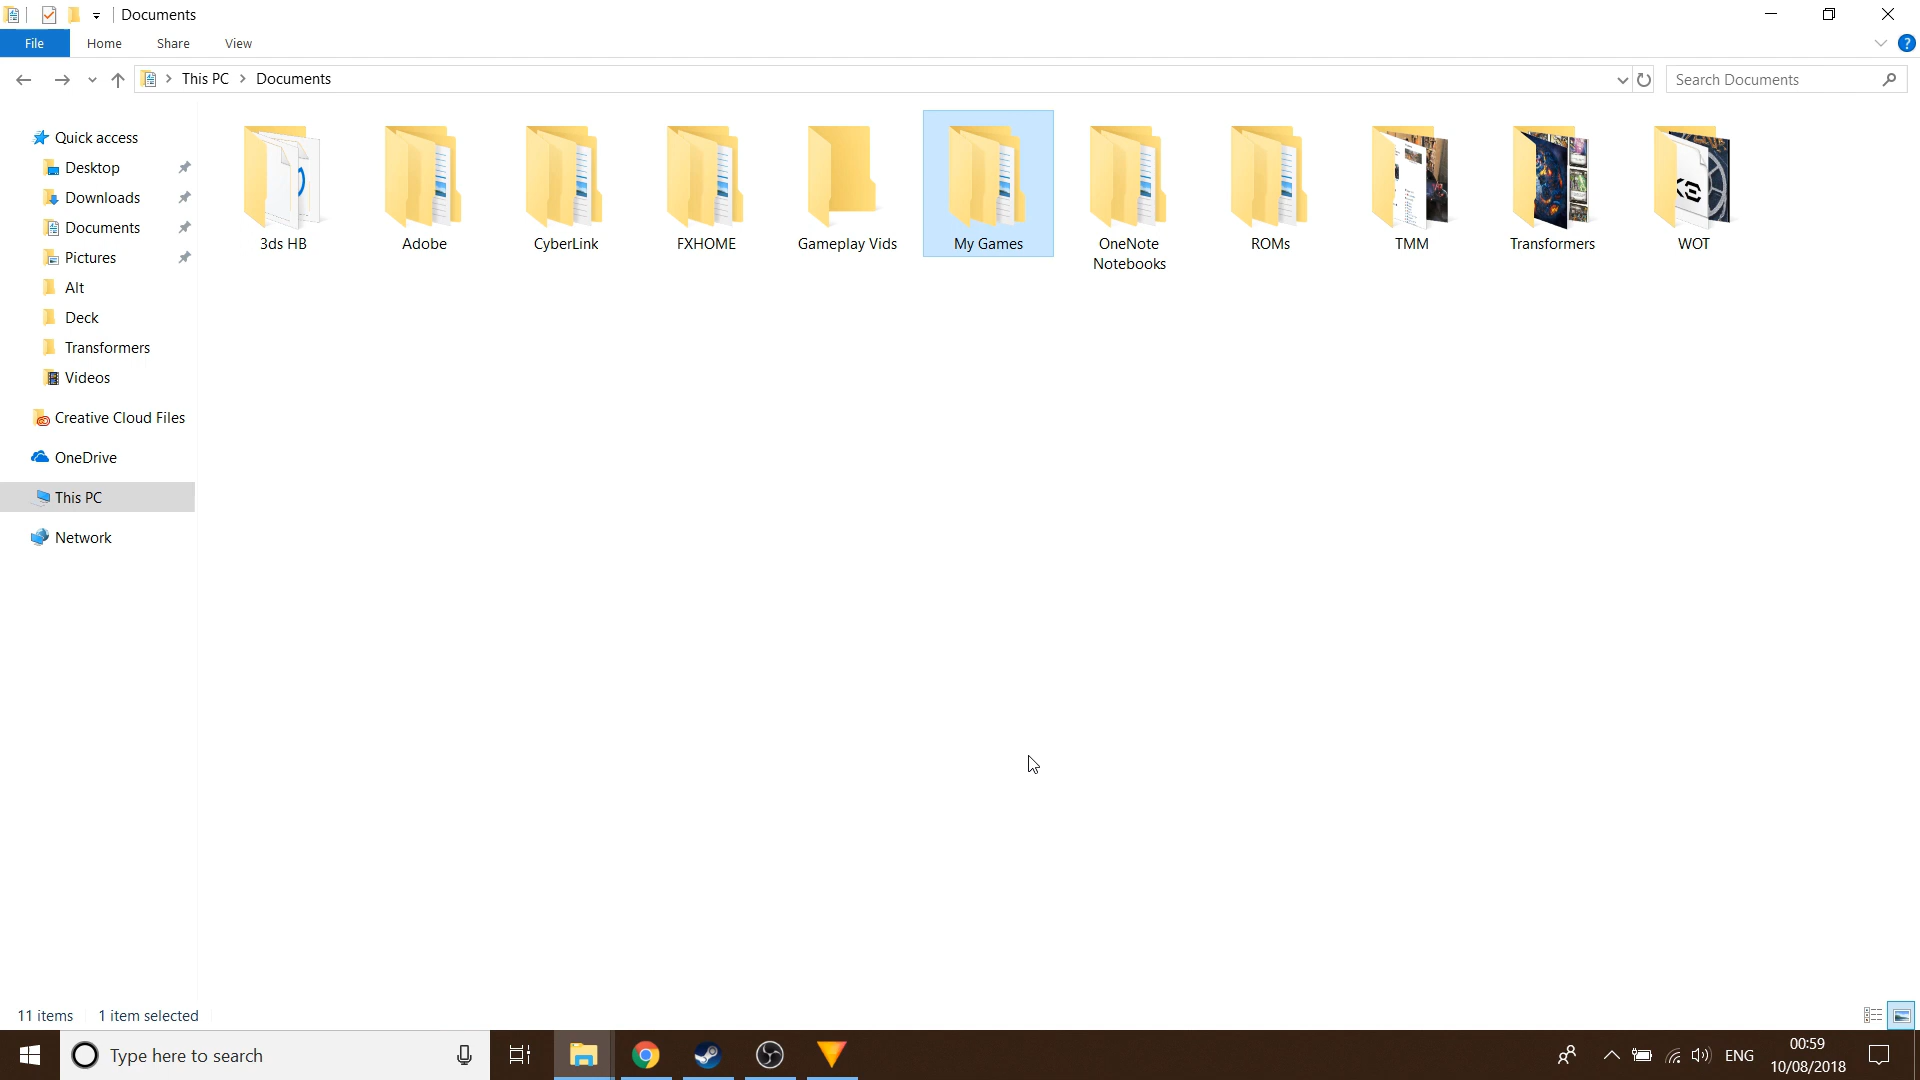 Documents
File Home Share View
This PC > Documents
Search Documents
Quick access
Desktop
Downloads
Documents
Pictures
Alt
Deck
Transformers
Videos
Creative Cloud Files
OneDrive
This PC
Network
3ds HB
Adobe
CyberLink
FXHOME
Gameplay Vids
My Games
OneNote
Notebooks
ROMs
TMM
Transformers
WOT
11 items 1 item selected
Type here to search
ENG
00:59
10/08/2018